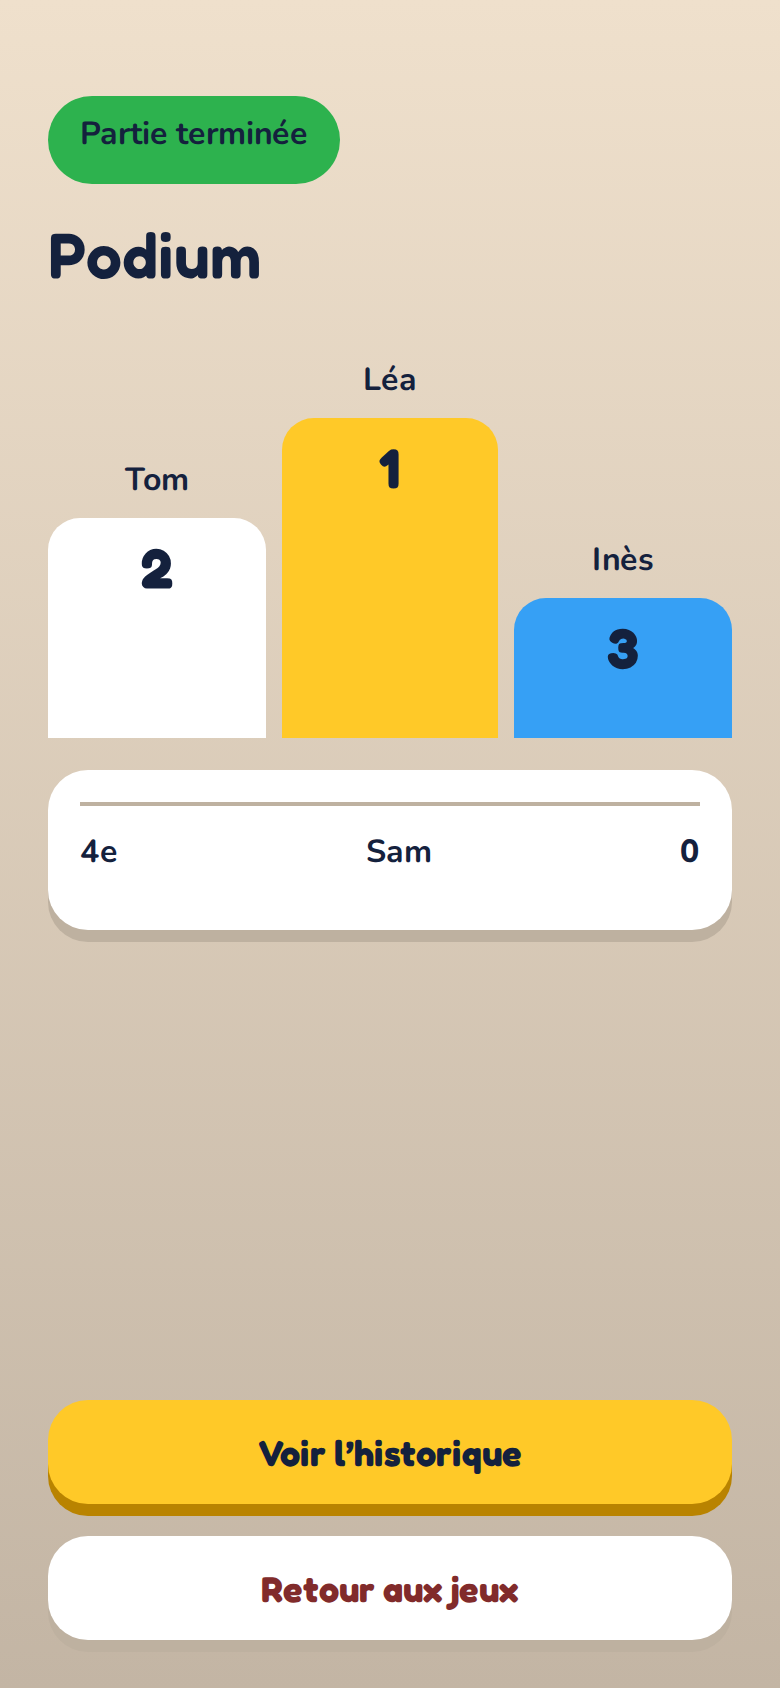 Partie terminée
Podium
Léa
1
Tom
2
Inès
3
4e Sam 0
Voir l’historique
Retour aux jeux